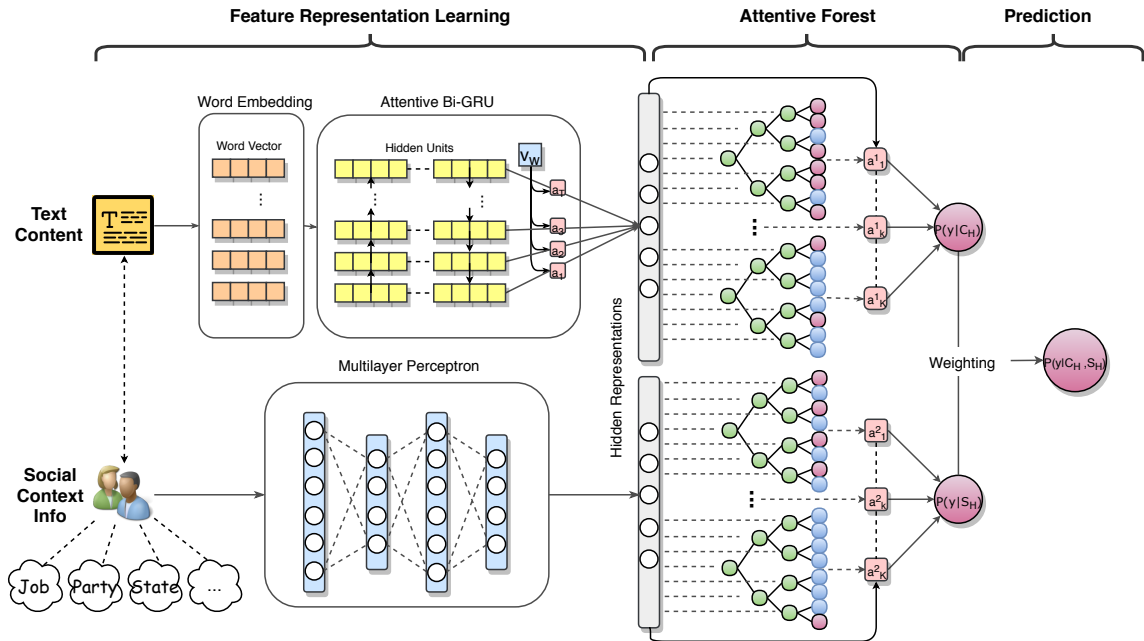 Feature Representation Learning
Attentive Forest
Prediction
Word Embedding
Attentive Bi-GRU
Word Vector
...
Hidden Units
... ...
V_W
a_T
a_3
a_2
a_1
Text
Content
T
Hidden Representations
...
a^1_1
a^1_k
a^1_K
P(y|C_H)
Weighting
P(y|C_H ,S_H)
Multilayer Perceptron
Social
Context
Info
Job
Party
State
...
...
a^2_1
a^2_k
a^2_K
P(y|S_H)